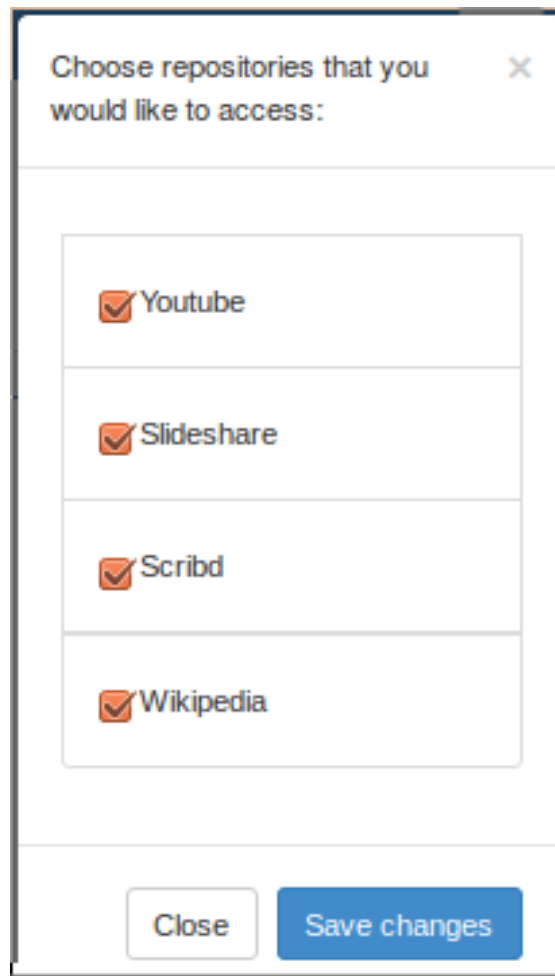 Choose repositories that you
would like to access:
×
Youtube
Slideshare
Scribd
Wikipedia
Close
Save changes